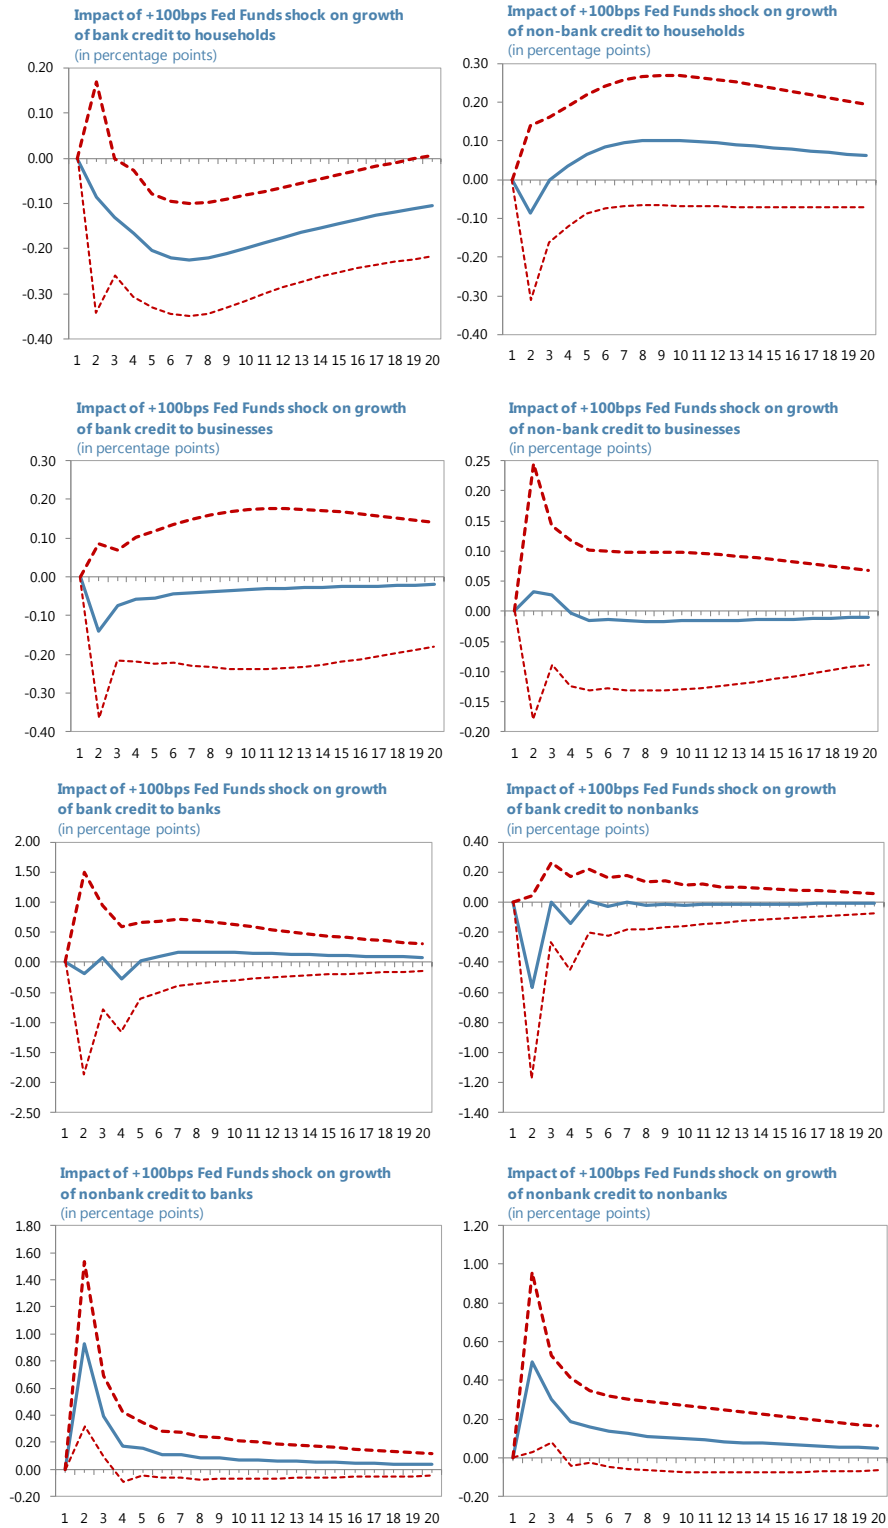 Impact of +100bps Fed Funds shock on growth
of bank credit to households
(in percentage points)
0.20
0.10
0.00
-0.10
-0.20
-0.30
-0.40
1 2 3 4 5 6 7 8 9 10 11 12 13 14 15 16 17 18 19 20
Impact of +100bps Fed Funds shock on growth
of non-bank credit to households
(in percentage points)
0.30
0.20
0.10
0.00
-0.10
-0.20
-0.30
-0.40
1 2 3 4 5 6 7 8 9 10 11 12 13 14 15 16 17 18 19 20
Impact of +100bps Fed Funds shock on growth
of bank credit to businesses
(in percentage points)
0.30
0.20
0.10
0.00
-0.10
-0.20
-0.30
-0.40
1 2 3 4 5 6 7 8 9 10 11 12 13 14 15 16 17 18 19 20
Impact of +100bps Fed Funds shock on growth
of non-bank credit to businesses
(in percentage points)
0.25
0.20
0.15
0.10
0.05
0.00
-0.05
-0.10
-0.15
-0.20
1 2 3 4 5 6 7 8 9 10 11 12 13 14 15 16 17 18 19 20
Impact of +100bps Fed Funds shock on growth
of bank credit to banks
(in percentage points)
2.00
1.50
1.00
0.50
0.00
-0.50
-1.00
-1.50
-2.00
-2.50
1 2 3 4 5 6 7 8 9 10 11 12 13 14 15 16 17 18 19 20
Impact of +100bps Fed Funds shock on growth
of bank credit to nonbanks
(in percentage points)
0.40
0.20
0.00
-0.20
-0.40
-0.60
-0.80
-1.00
-1.20
-1.40
1 2 3 4 5 6 7 8 9 10 11 12 13 14 15 16 17 18 19 20
Impact of +100bps Fed Funds shock on growth
of nonbank credit to banks
(in percentage points)
1.80
1.60
1.40
1.20
1.00
0.80
0.60
0.40
0.20
0.00
-0.20
1 2 3 4 5 6 7 8 9 10 11 12 13 14 15 16 17 18 19 20
Impact of +100bps Fed Funds shock on growth
of nonbank credit to nonbanks
(in percentage points)
1.20
1.00
0.80
0.60
0.40
0.20
0.00
-0.20
1 2 3 4 5 6 7 8 9 10 11 12 13 14 15 16 17 18 19 20